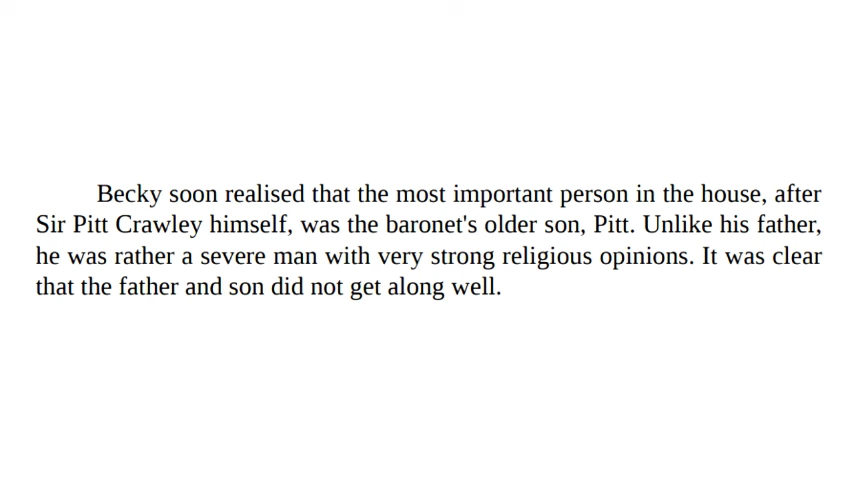 Becky soon realised that the most important person in the house, after
Sir Pitt Crawley himself, was the baronet's older son, Pitt. Unlike his father,
he was rather a severe man with very strong religious opinions. It was clear
that the father and son did not get along well.